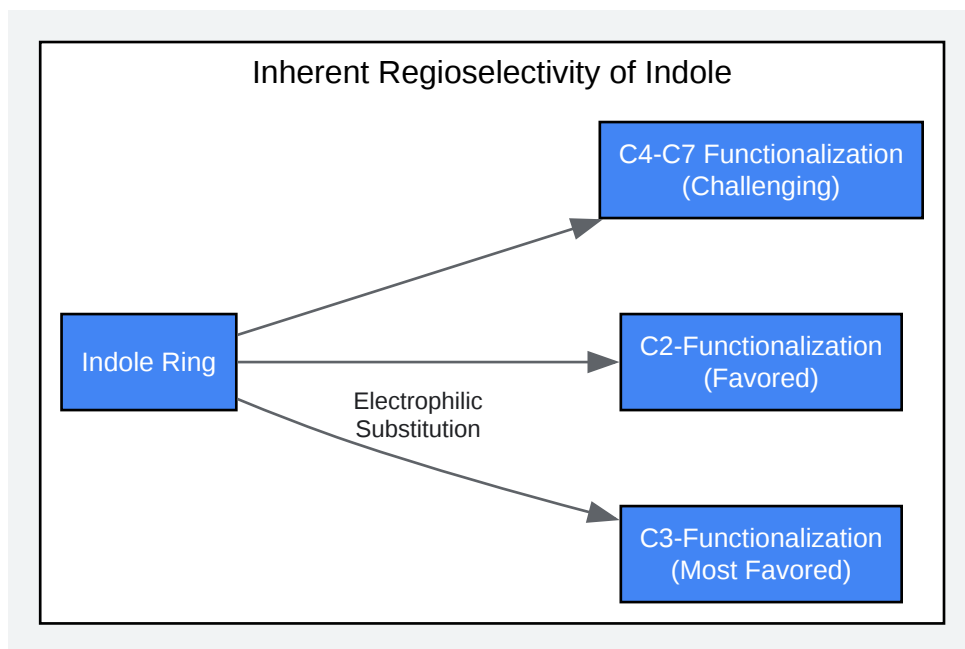 Inherent Regioselectivity of Indole
C4-C7 Functionalization
(Challenging)
Indole Ring
C2-Functionalization
(Favored)
Electrophilic
Substitution
C3-Functionalization
(Most Favored)